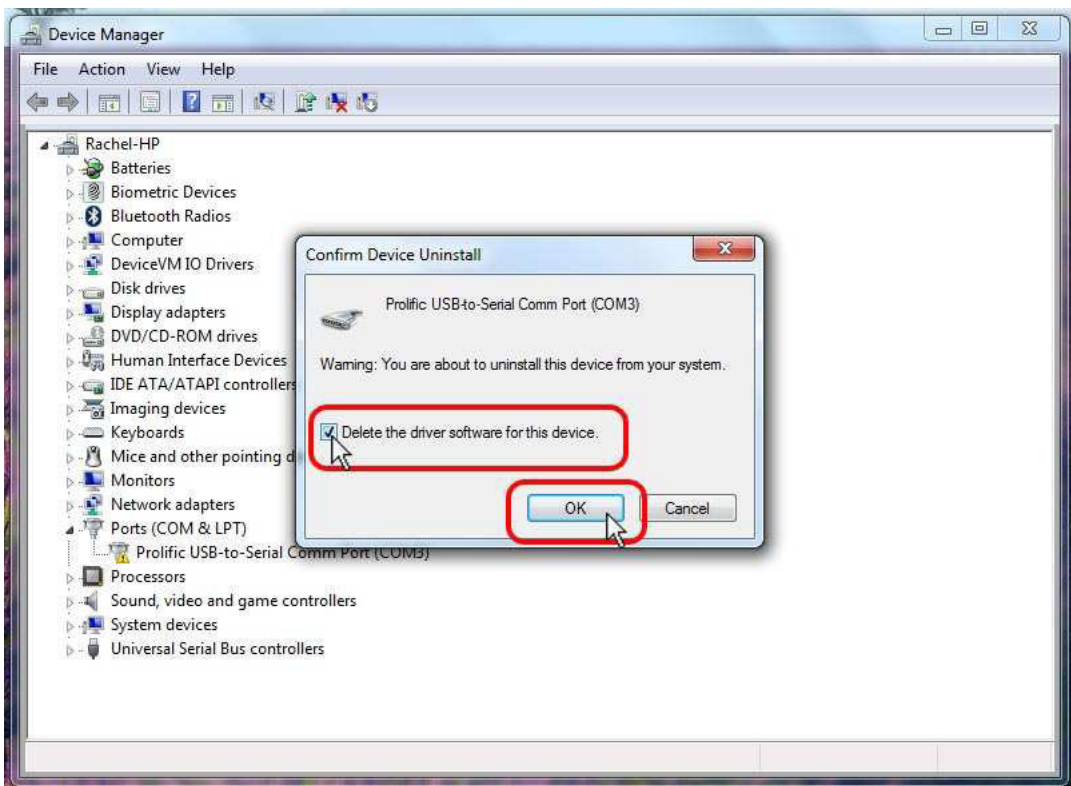 Device Manager
File Action View Help
Rachel-HP
Batteries
Biometric Devices
Bluetooth Radios
Computer
DeviceVM IO Drivers
Disk drives
Display adapters
DVD/CD-ROM drives
Human Interface Devices
IDE ATA/ATAPI controllers
Imaging devices
Keyboards
Mice and other pointing d
Monitors
Network adapters
Ports (COM & LPT)
Prolific USB-to-Serial Comm Port (COM3)
Processors
Sound, video and game controllers
System devices
Universal Serial Bus controllers
Confirm Device Uninstall
Prolific USB-to-Serial Comm Port (COM3)
Warning: You are about to uninstall this device from your system.
Delete the driver software for this device.
OK Cancel